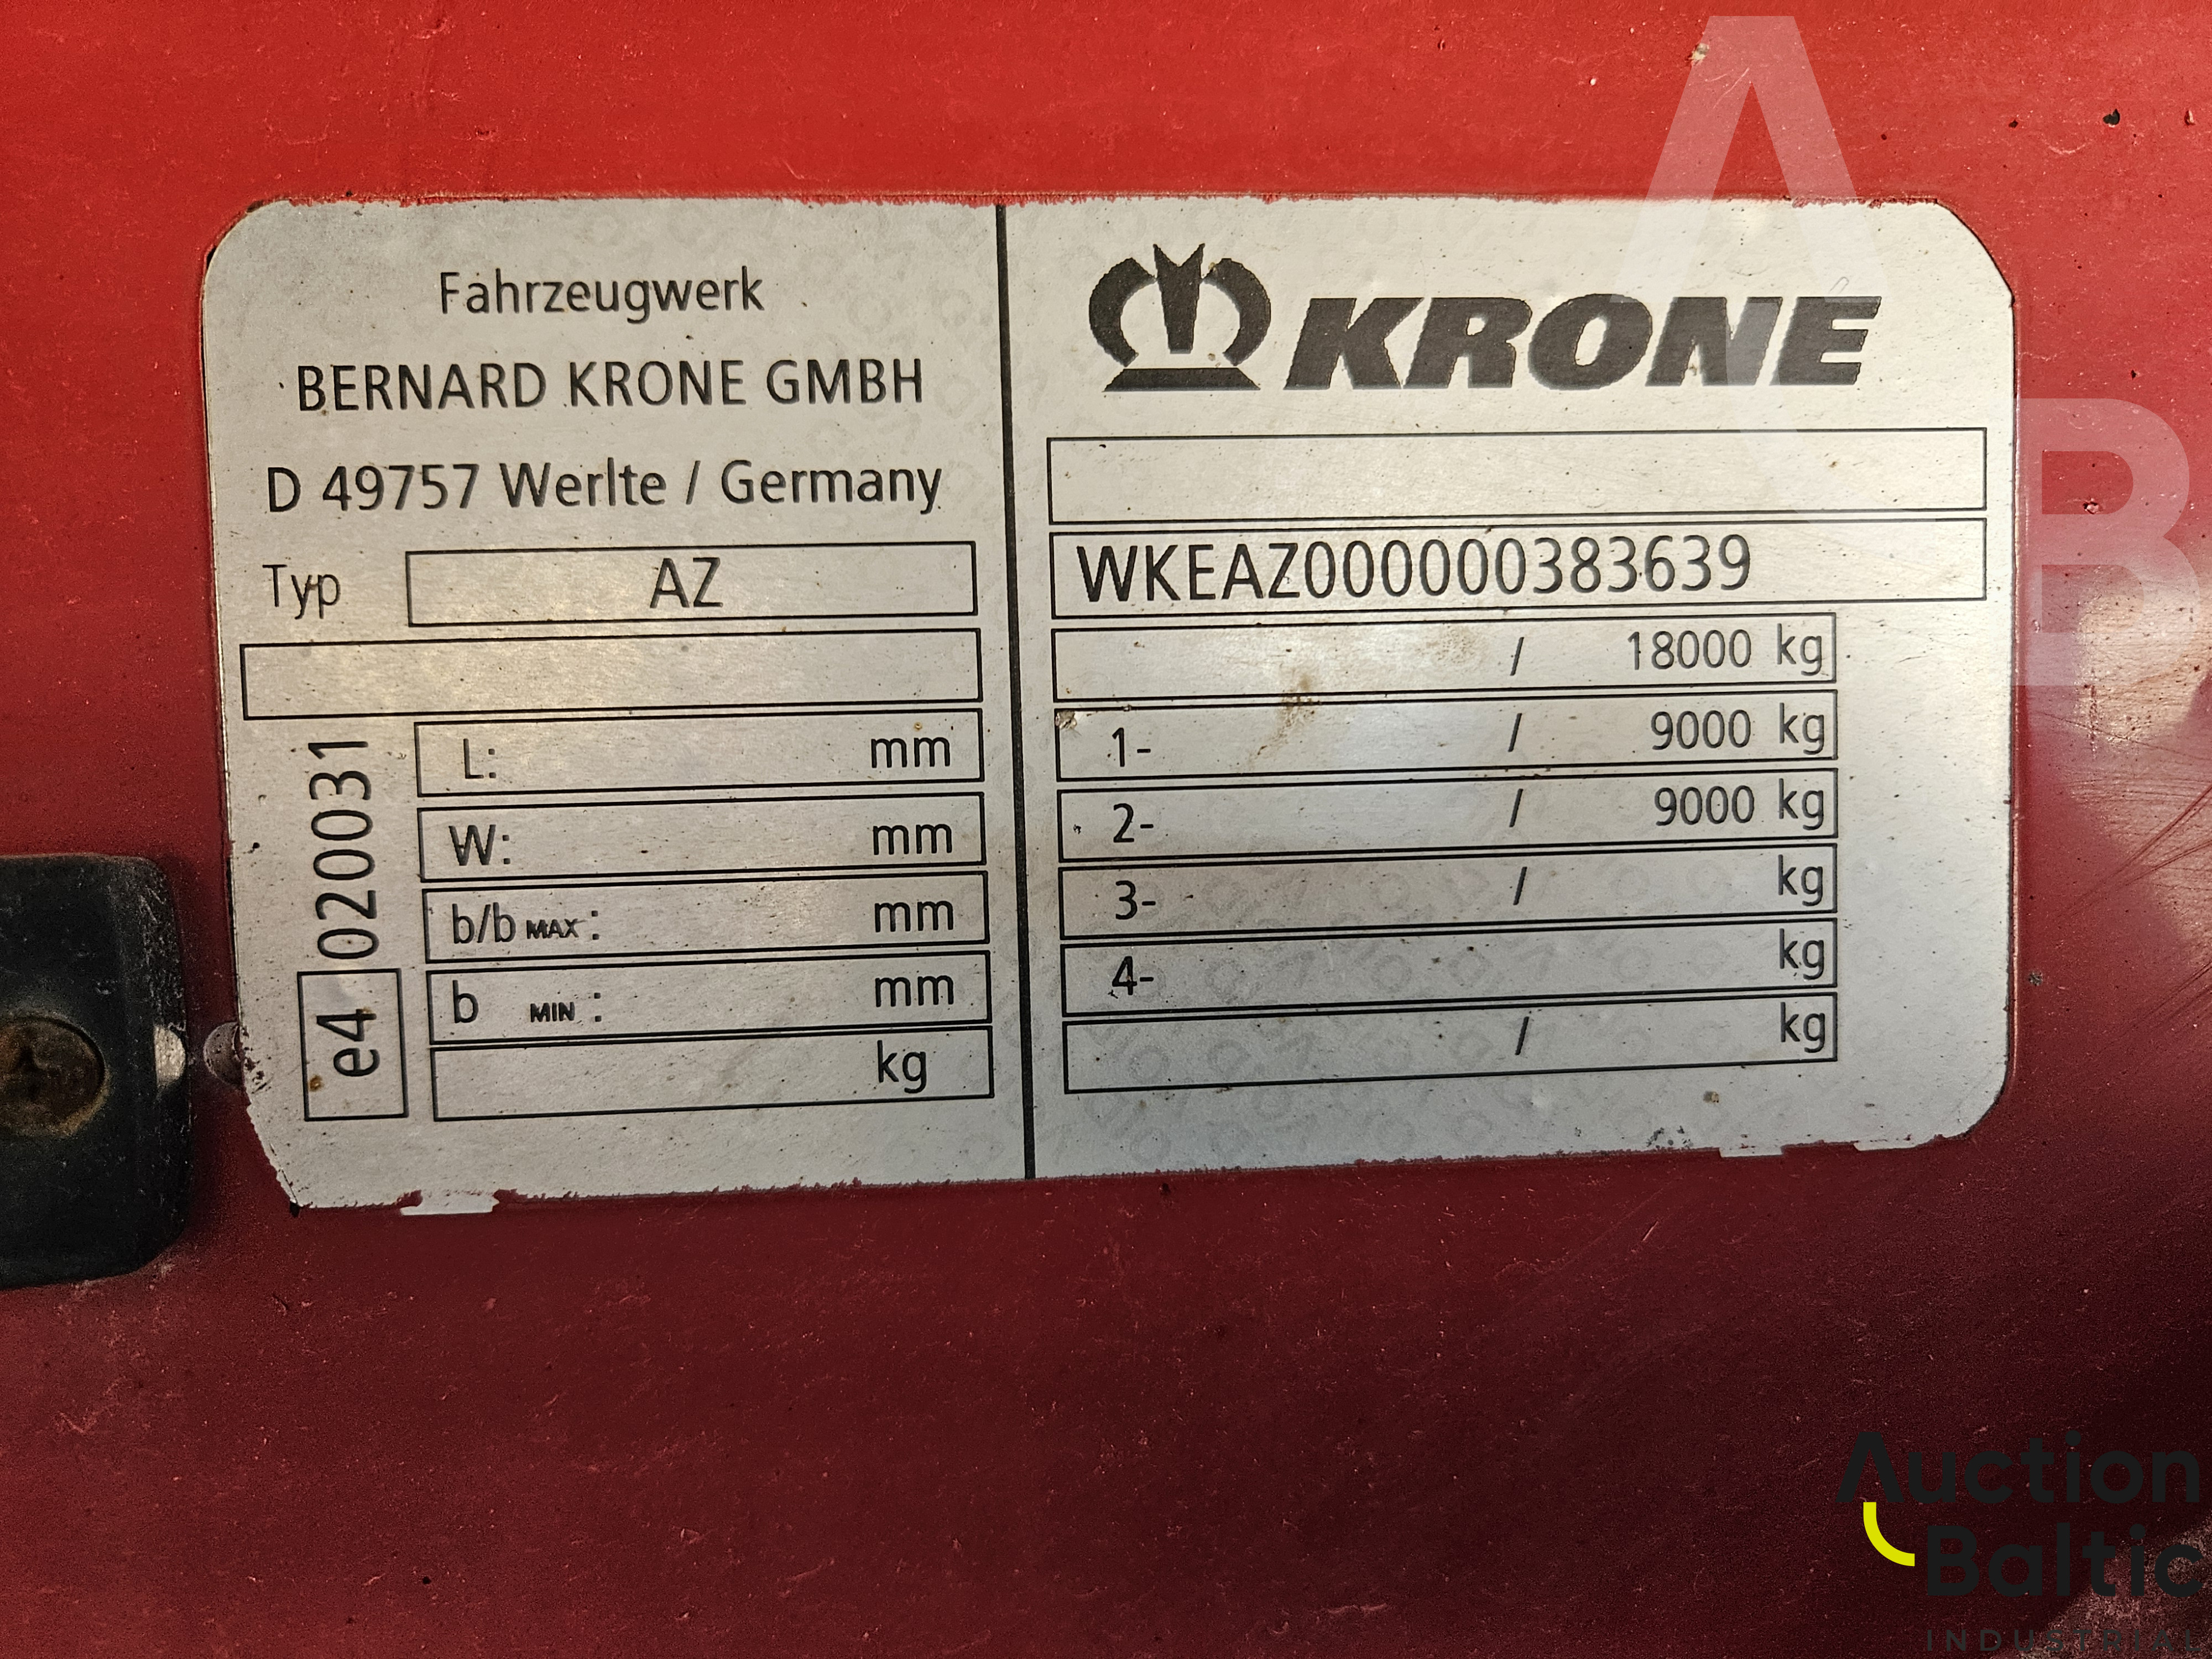 Fahrzeugwerk
BERNARD KRONE GMBH
D 49757 Werlte / Germany
Typ AZ
L: mm
W: mm
b/b MAX : mm
b MIN : mm
kg
e4 020031
KRONE
WKEAZ000000383639
/ 18000 kg
1- / 9000 kg
2- / 9000 kg
3- / kg
4- kg
/ kg
AB
Auction
Baltic
INDUSTRIAL